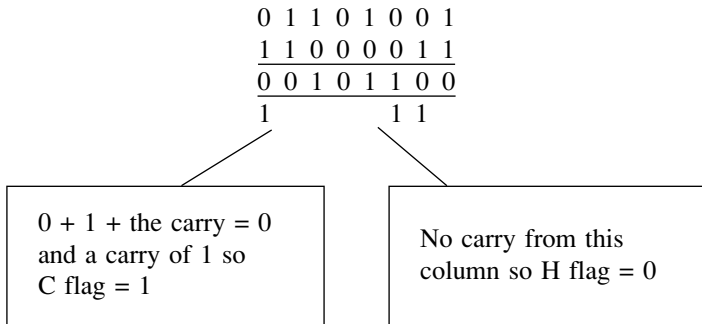 0 1 1 0 1 0 0 1
1 1 0 0 0 0 1 1
0 0 1 0 1 1 0 0
1 1 1
0 + 1 + the carry = 0
and a carry of 1 so
C flag = 1
No carry from this
column so H flag = 0